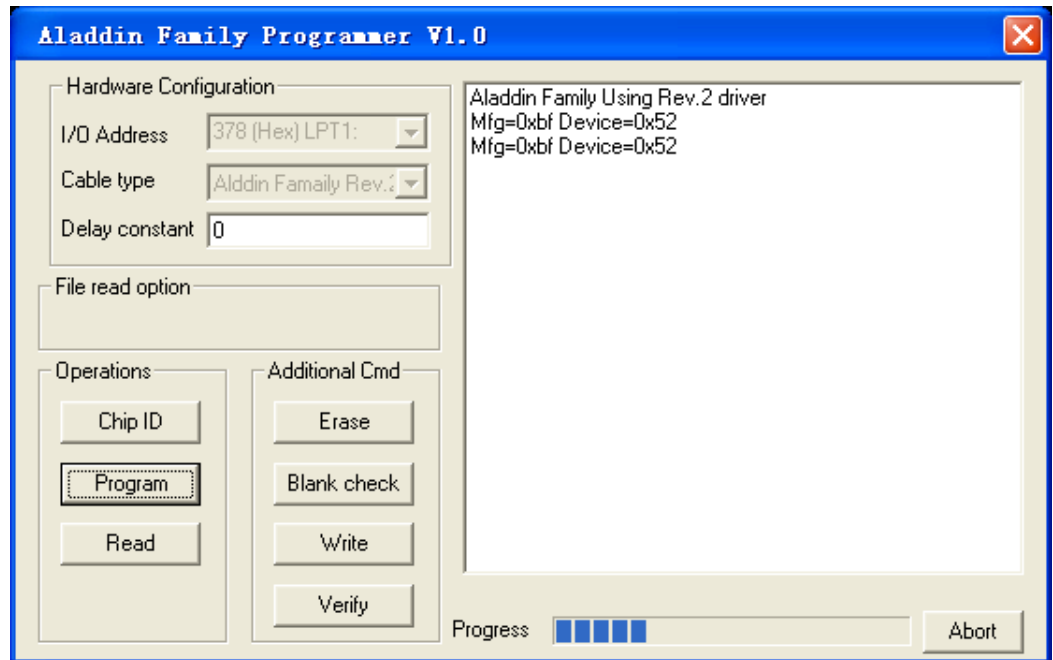 Aladdin Family Programmer V1.0
Hardware Configuration
I/O Address
378 (Hex) LPT1:
Cable type
Alddin Famaily Rev.2
Delay constant
0
File read option
Operations
Chip ID
Program
Read
Additional Cmd
Erase
Blank check
Write
Verify
Aladdin Family Using Rev.2 driver
Mfg=0xbf Device=0x52
Mfg=0xbf Device=0x52
Progress
Abort